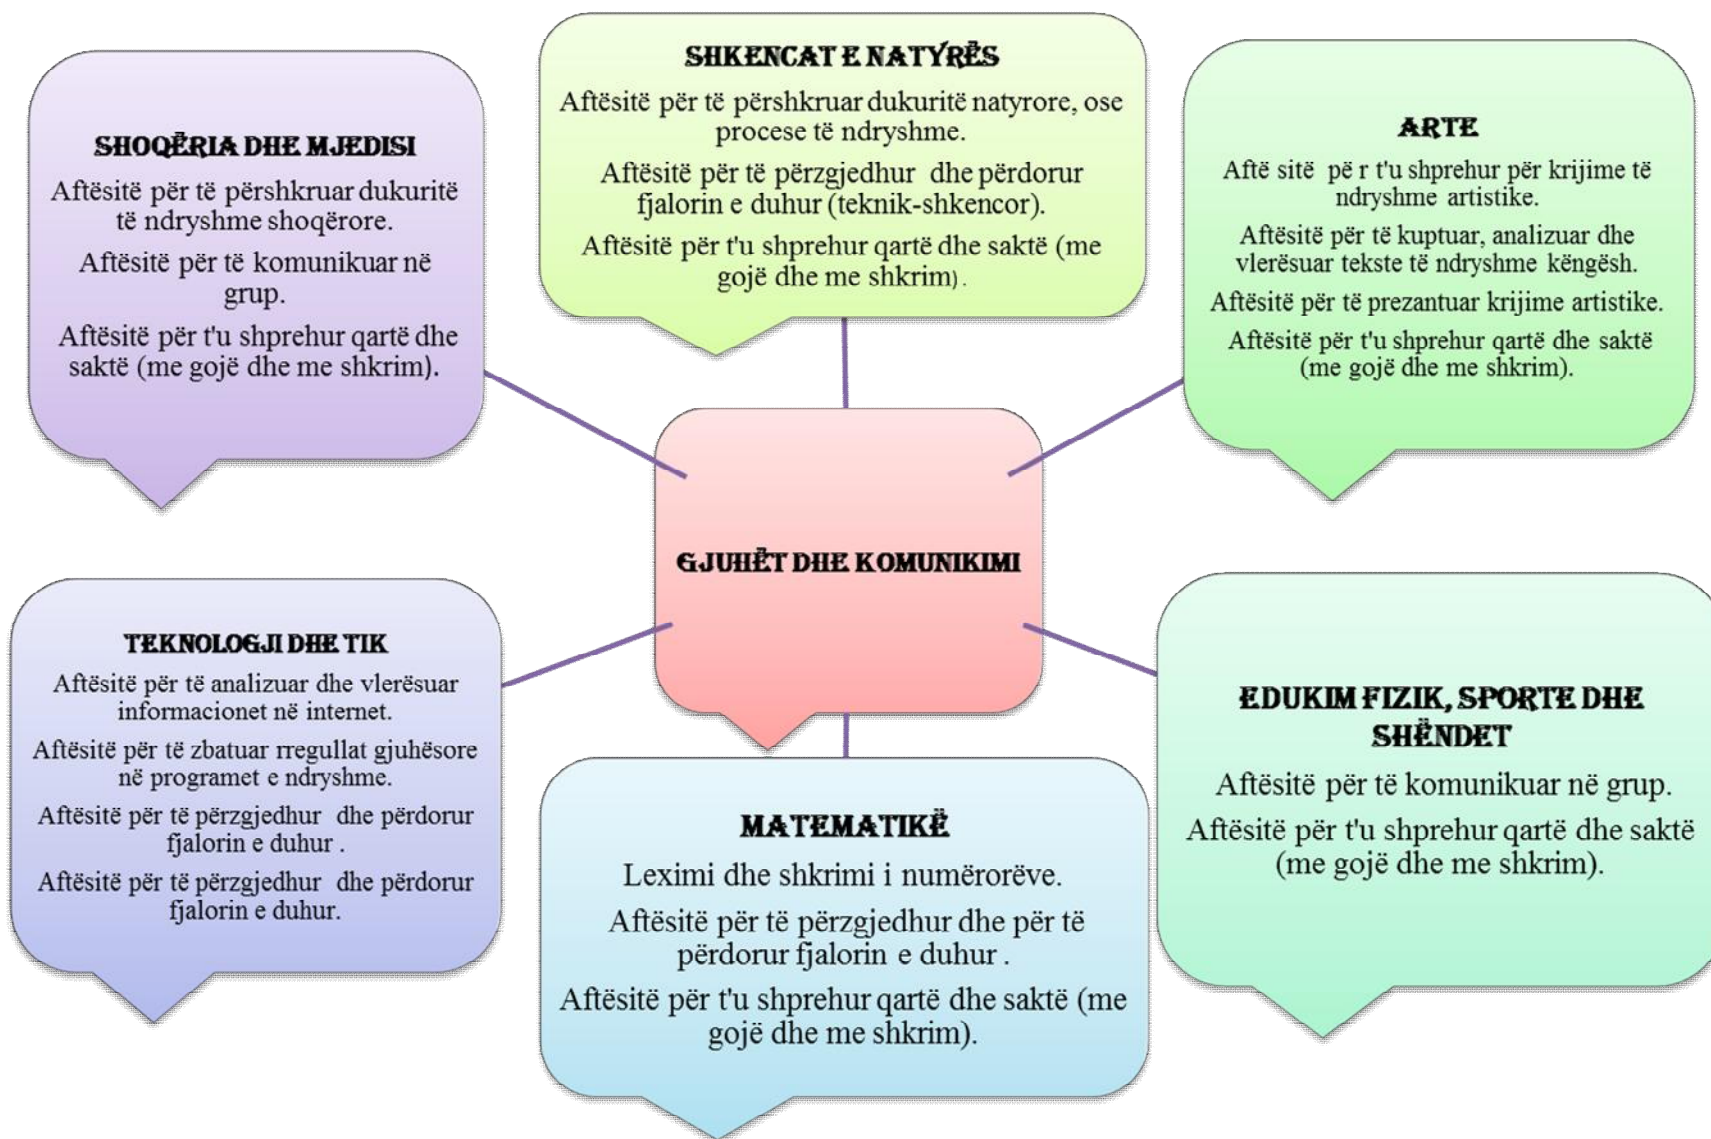 SHOQËRIA DHE MJEDISI
Aftësitë për të përshkruar dukuritë
të ndryshme shoqërore.
Aftësitë për të komunikuar në
grup.
Aftësitë për t'u shprehur qartë dhe
saktë (me gojë dhe me shkrim).
SHKENCAT E NATYRËS
Aftësitë për të përshkruar dukuritë natyrore, ose
procese të ndryshme.
Aftësitë për të përzgjedhur dhe përdorur
fjalorin e duhur (teknik-shkencor).
Aftësitë për t'u shprehur qartë dhe saktë (me
gojë dhe me shkrim).
ARTE
Aftë sitë pë r t'u shprehur për krijime të
ndryshme artistike.
Aftësitë për të kuptuar, analizuar dhe
vlerësuar tekste të ndryshme këngësh.
Aftësitë për të prezantuar krijime artistike.
Aftësitë për t'u shprehur qartë dhe saktë
(me gojë dhe me shkrim).
GJUHËT DHE KOMUNIKIMI
TEKNOLOGJI DHE TIK
Aftësitë për të analizuar dhe vlerësuar
informacionet në internet.
Aftësitë për të zbatuar rregullat gjuhësore
në programet e ndryshme.
Aftësitë për të përzgjedhur dhe përdorur
fjalorin e duhur .
Aftësitë për të përzgjedhur dhe përdorur
fjalorin e duhur.
MATEMATIKË
Leximi dhe shkrimi i numërorëve.
Aftësitë për të përzgjedhur dhe për të
përdorur fjalorin e duhur .
Aftësitë për t'u shprehur qartë dhe saktë (me
gojë dhe me shkrim).
EDUKIM FIZIK, SPORTE DHE
SHËNDET
Aftësitë për të komunikuar në grup.
Aftësitë për t'u shprehur qartë dhe saktë
(me gojë dhe me shkrim).